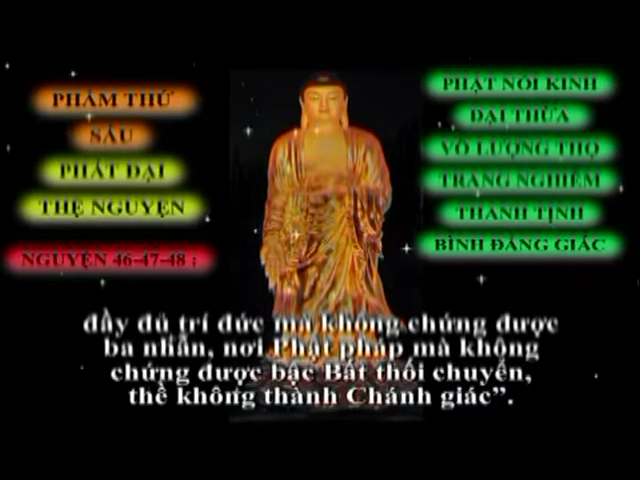 PHẨM THỨ
SÁU
PHÁT ĐẠI
THỆ NGUYỆN
NGUYỆN 46-47-48 :
PHẬT NÓI KINH
ĐẠI THỪA
VÔ LƯỢNG THỌ
TRANG NGHIÊM
THANH TỊNH
BÌNH ĐẲNG GIÁC
đầy đủ trí đức mà không chứng được
ba nhẫn, nơi Phật pháp mà không
chứng được bậc Bất thối chuyển,
thề không thành Chánh giác”.